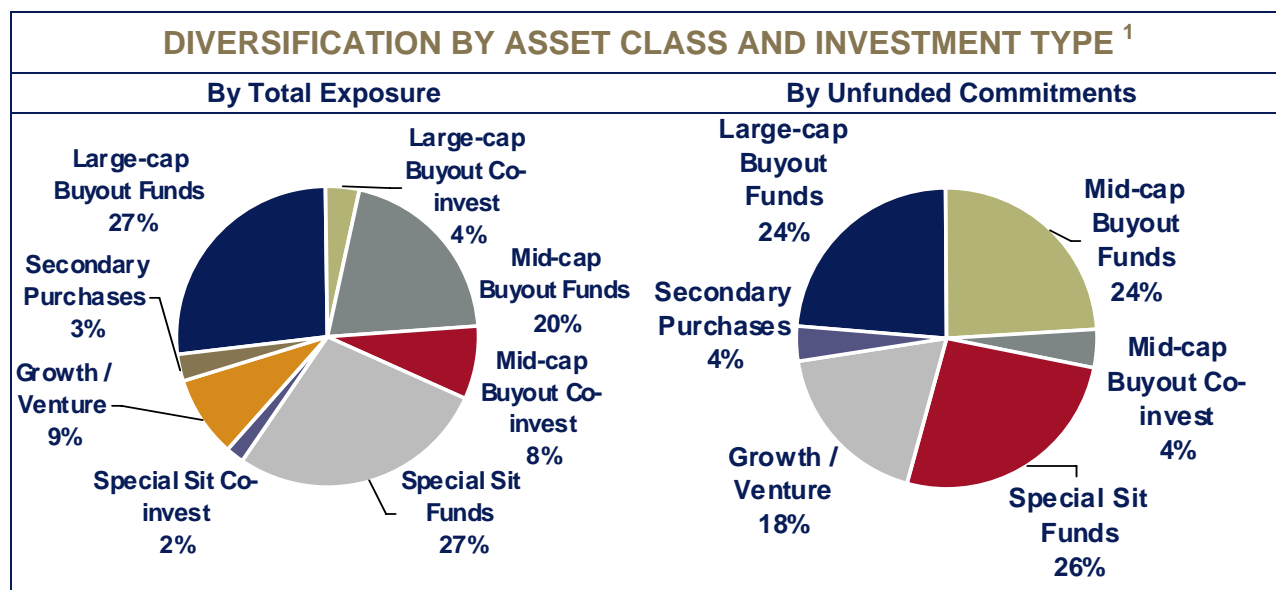 DIVERSIFICATION BY ASSET CLASS AND INVESTMENT TYPE 1
By Total Exposure
Large-cap
Buyout Co-
invest
4%
Mid-cap
Buyout Funds
20%
Mid-cap
Buyout Co-
invest
8%
Special Sit
Funds
27%
Special Sit Co-
invest
2%
Growth /
Venture
9%
Secondary
Purchases
3%
Large-cap
Buyout Funds
27%
By Unfunded Commitments
Large-cap
Buyout
Funds
24%
Mid-cap
Buyout
Funds
24%
Mid-cap
Buyout Co-
invest
4%
Special Sit
Funds
26%
Growth /
Venture
18%
Secondary
Purchases
4%